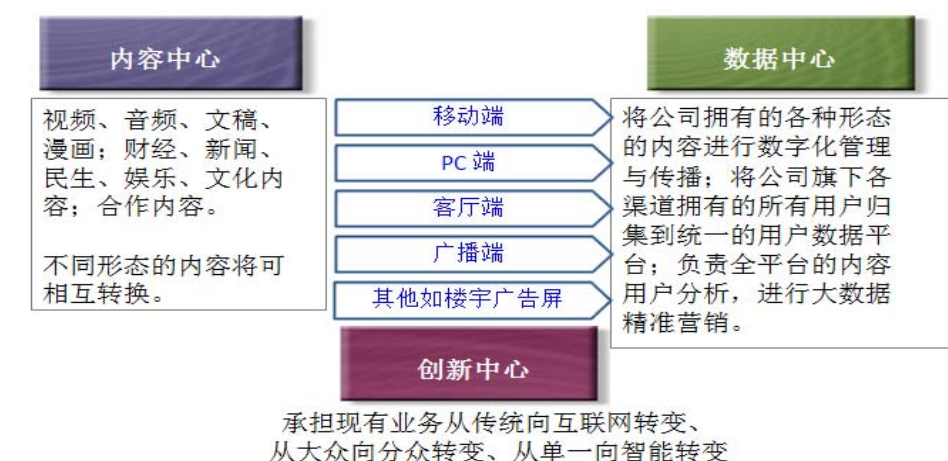 内容中心
视频、音频、文稿、
漫画；财经、新闻、
民生、娱乐、文化内
容；合作内容。
不同形态的内容将可
相互转换。
移动端
PC 端
客厅端
广播端
其他如楼宇广告屏
数据中心
将公司拥有的各种形态
的内容进行数字化管理
与传播；将公司旗下各
渠道拥有的所有用户归
集到统一的用户数据平
台；负责全平台的内容
用户分析，进行大数据
精准营销。
创新中心
承担现有业务从传统向互联网转变、
从大众向分众转变、从单一向智能转变